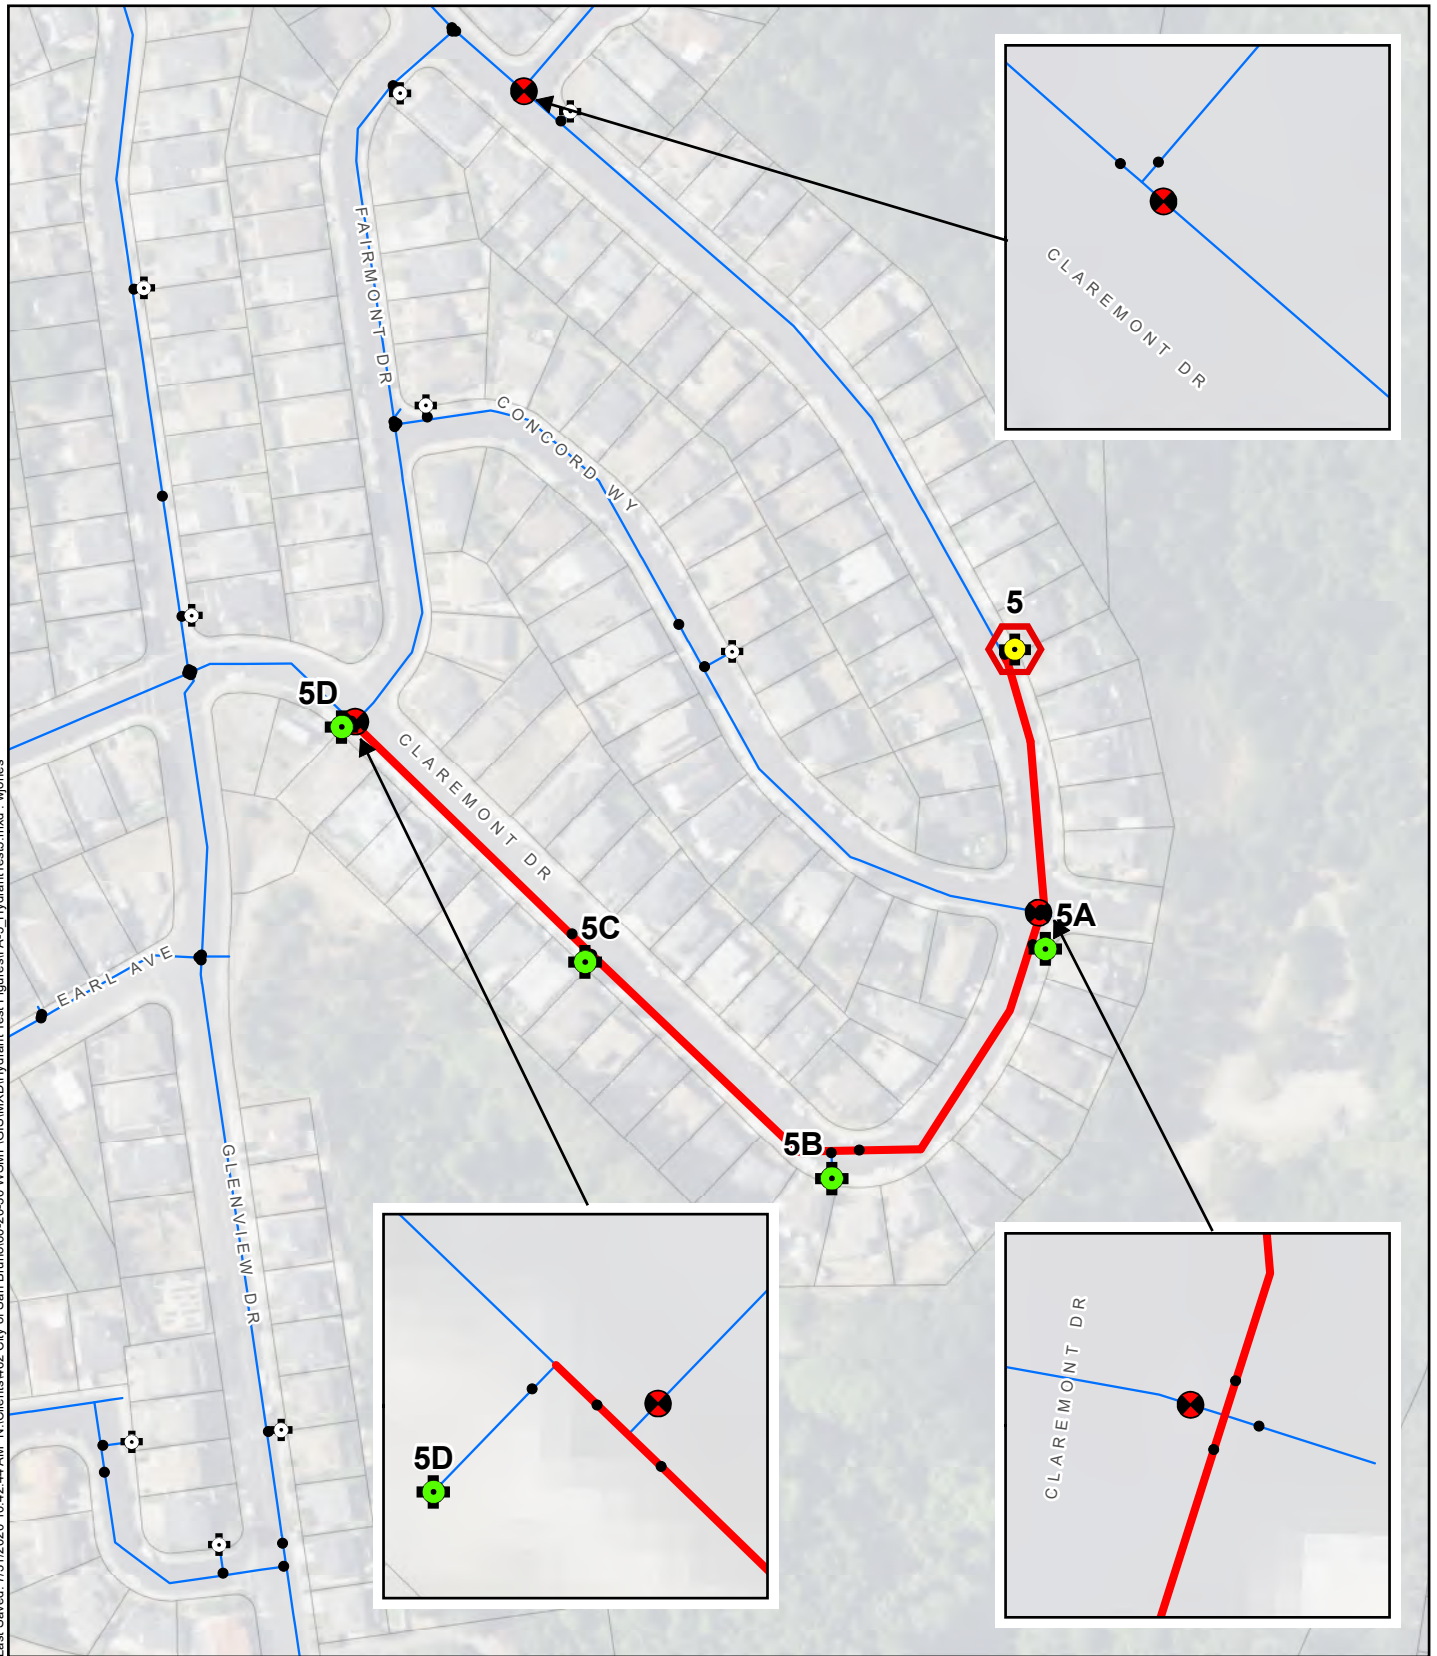 CLAREMONT DR
FAIRMONT DR
CONCORD WY
5
5D
CLAREMONT DR
5A
5C
EARL AVE
5B
GLENVIEW DR
5D
CLAREMONT DR